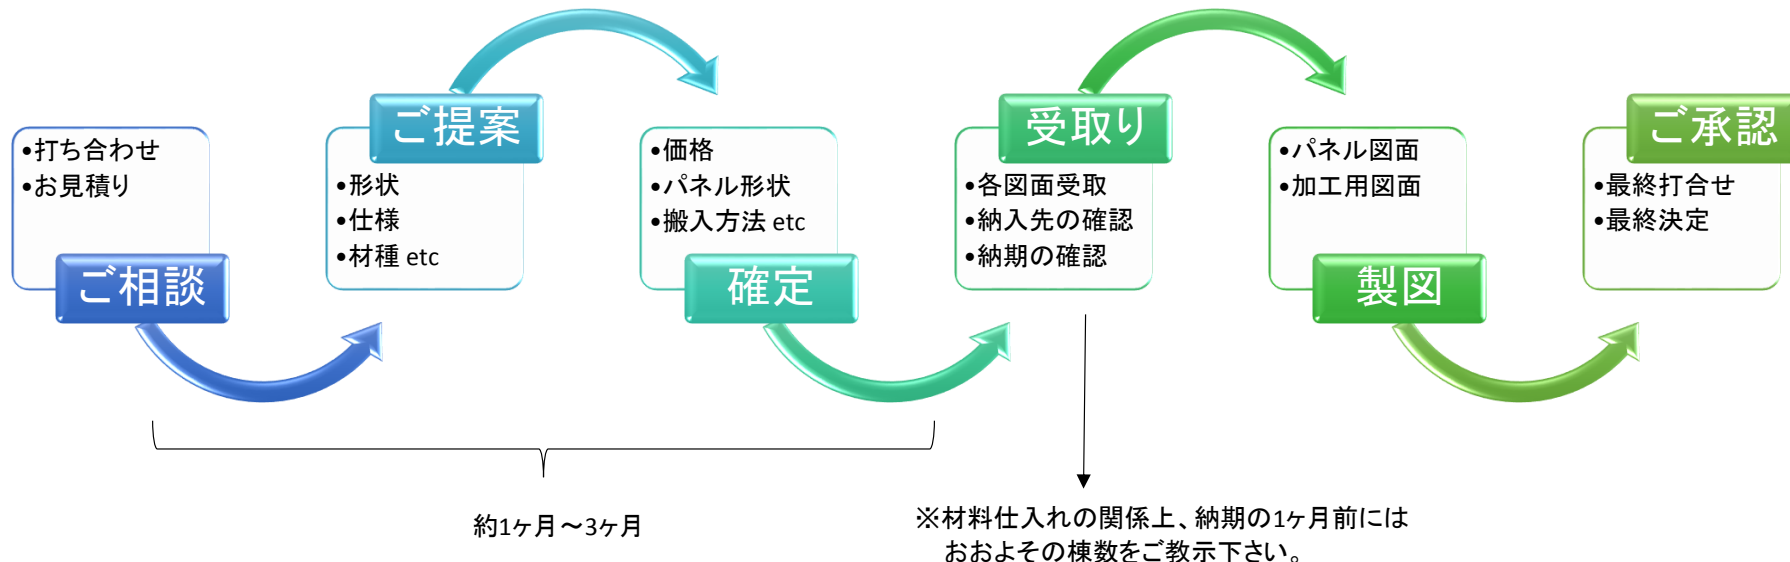 •打ち合わせ
•お見積り
ご相談
ご提案
•形状
•仕様
•材種 etc
•価格
•パネル形状
•搬入方法 etc
確定
受取り
•各図面受取
•納入先の確認
•納期の確認
•パネル図面
•加工用図面
製図
ご承認
•最終打合せ
•最終決定
約1ヶ月～3ヶ月
※材料仕入れの関係上、納期の1ヶ月前には
おおよその棟数をご教示下さい。